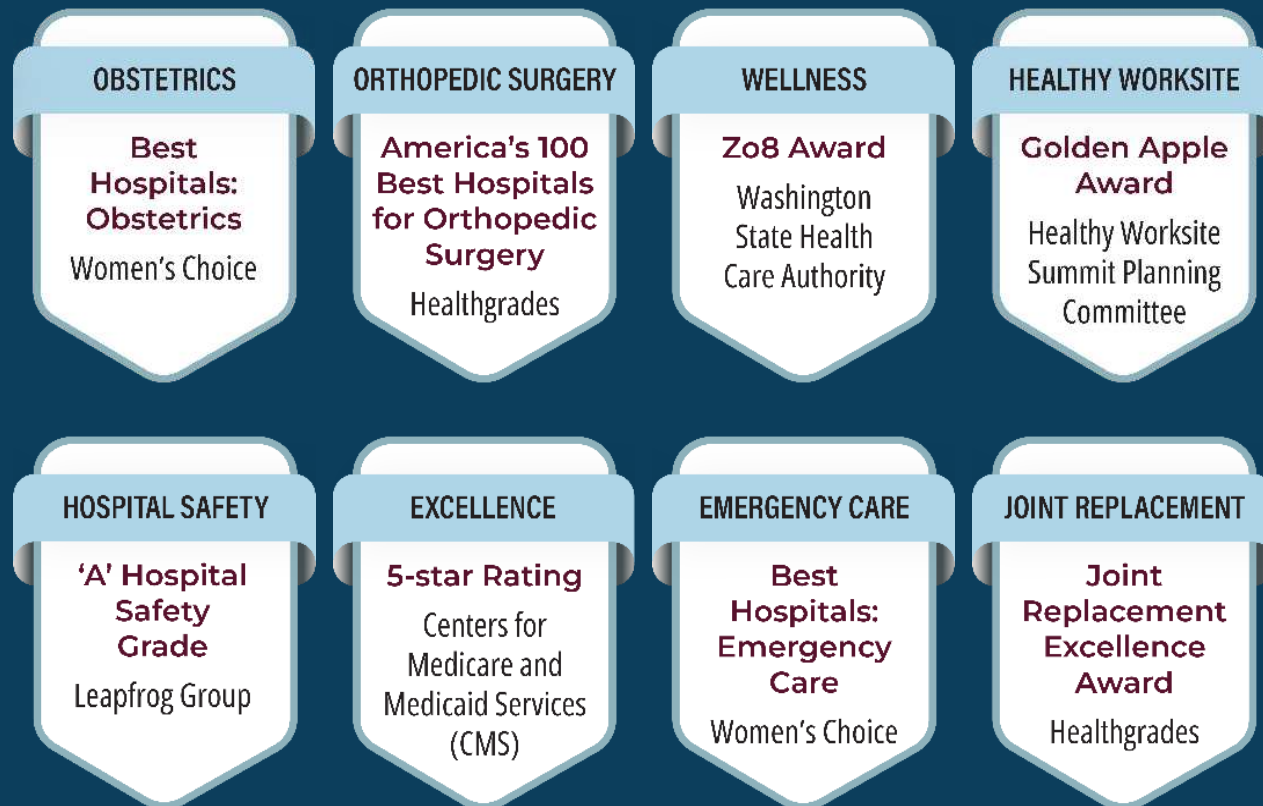 OBSTETRICS
Best
Hospitals:
Obstetrics
Women's Choice
ORTHOPEDIC SURGERY
America's 100
Best Hospitals
for Orthopedic
Surgery
Healthgrades
WELLNESS
Zo8 Award
Washington
State Health
Care Authority
HEALTHY WORKSITE
Golden Apple
Award
Healthy Worksite
Summit Planning
Committee
HOSPITAL SAFETY
‘A’ Hospital
Safety
Grade
Leapfrog Group
EXCELLENCE
5-star Rating
Centers for
Medicare and
Medicaid Services
(CMS)
EMERGENCY CARE
Best
Hospitals:
Emergency
Care
Women's Choice
JOINT REPLACEMENT
Joint
Replacement
Excellence
Award
Healthgrades